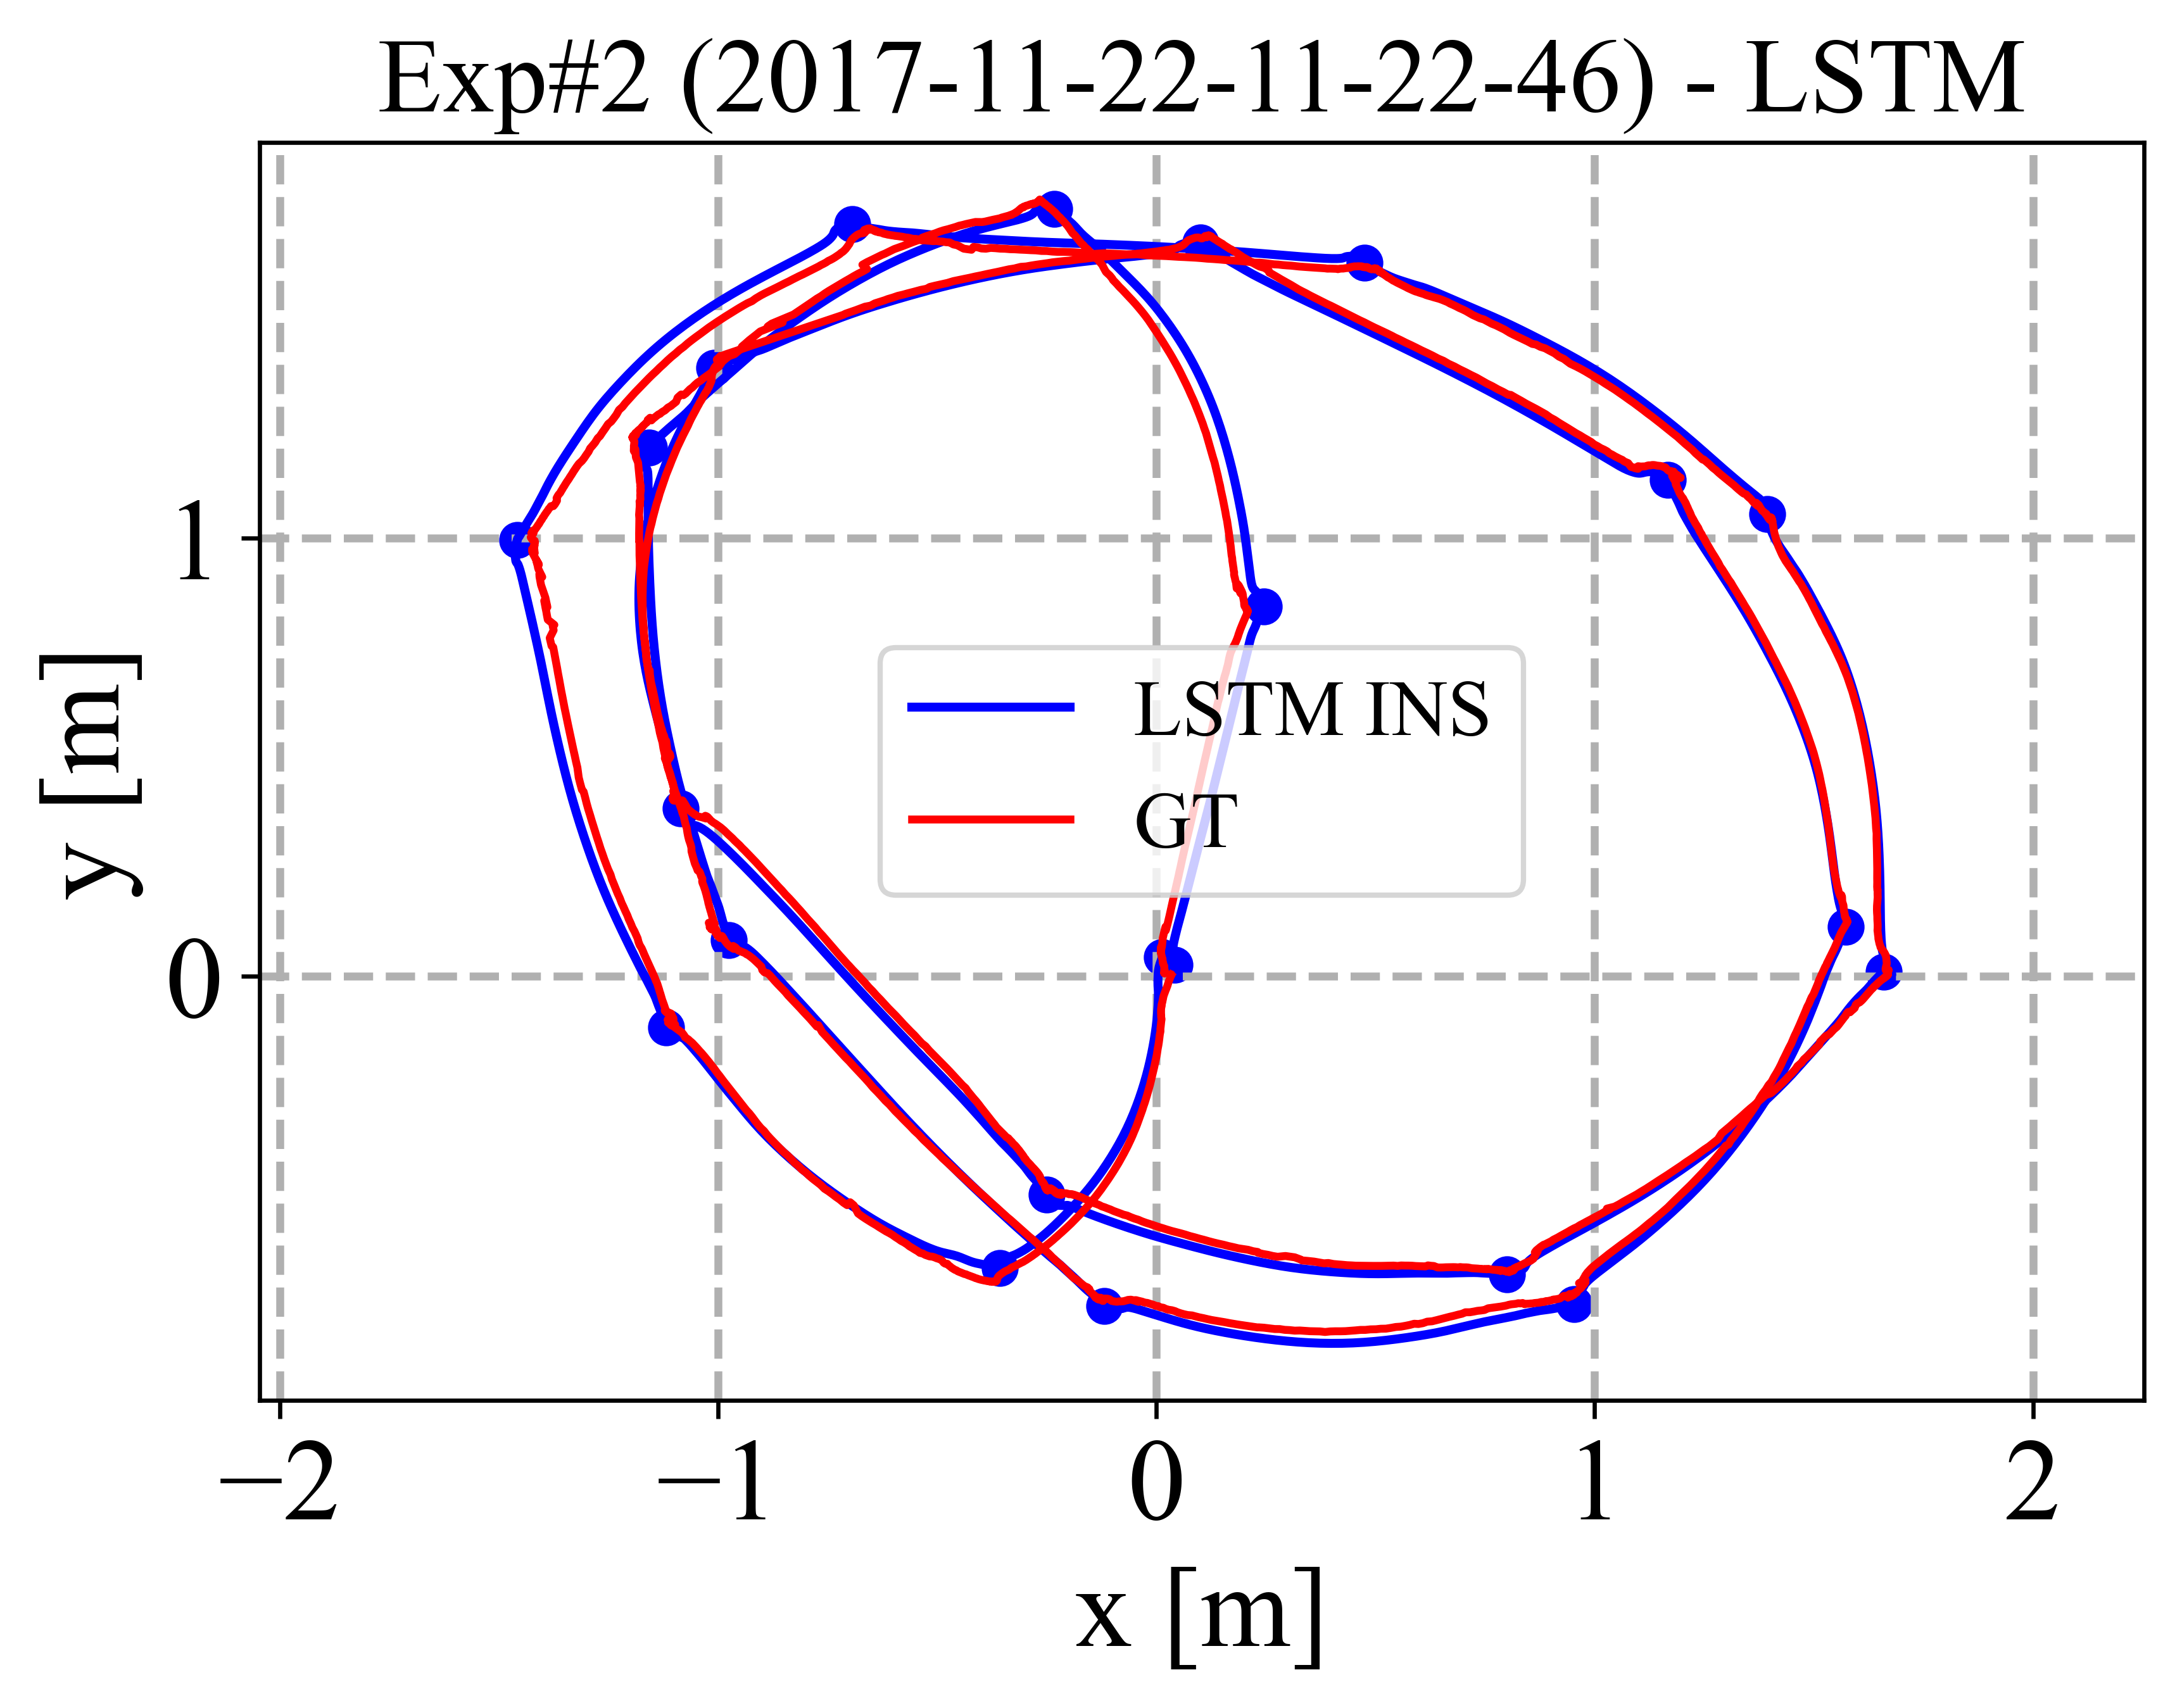 Exp#2 (2017-11-22-11-22-46) - LSTM
y [m]
1
0
LSTM INS
GT
−2 −1 0 1 2
x [m]